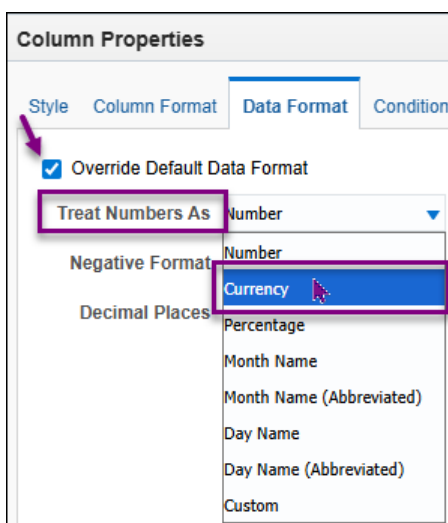 Column Properties
Style Column Format Data Format Condition
Override Default Data Format
Treat Numbers As Number
Negative Format Number
Currency
Decimal Places
Percentage
Month Name
Month Name (Abbreviated)
Day Name
Day Name (Abbreviated)
Custom